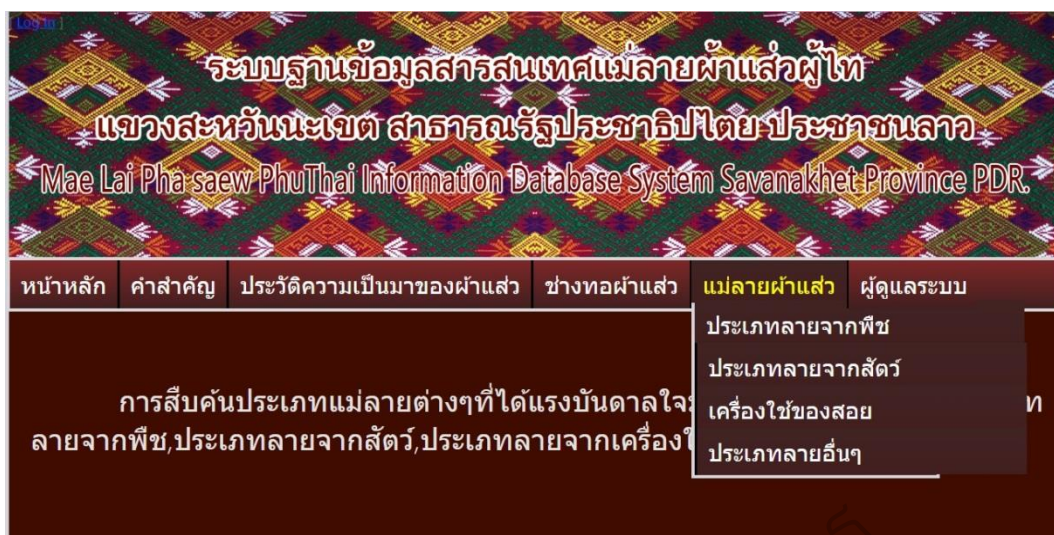 Log In ]
ระบบฐานข้อมูลสารสนเทศแม่ลายผ้าแส่วผู้ไท
แขวงสะหวันนะเขต สาธารณรัฐประชาธิปไตย ประชาชนลาว
Mae Lai Pha saew PhuThai Information Database System Savanakhet Province PDR.
หน้าหลัก คำสำคัญ ประวัติความเป็นมาของผ้าแส่ว ช่างทอผ้าแส่ว แม่ลายผ้าแส่ว ผู้ดูแลระบบ
ประเภทลายจากพืช
ประเภทลายจากสัตว์
เครื่องใช้ของสอย
ประเภทลายอื่นๆ
การสืบค้นประเภทแม่ลายต่างๆที่ได้แรงบันดาลใจ
ลายจากพืช,ประเภทลายจากสัตว์,ประเภทลายจากเครื่อง